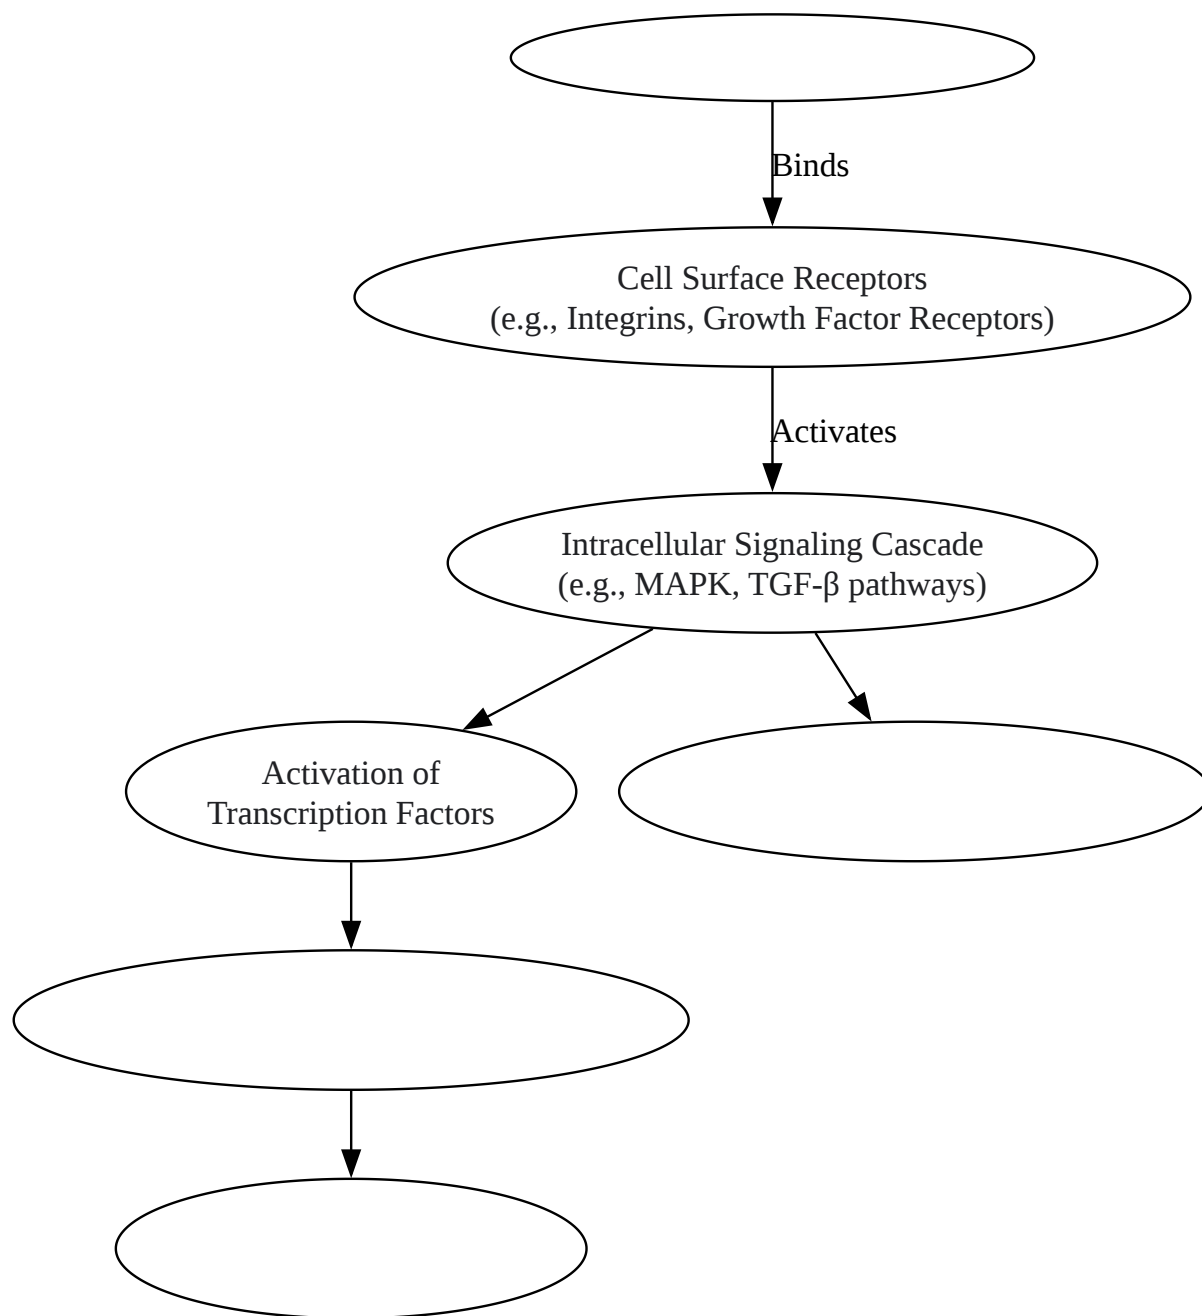 Binds
Cell Surface Receptors
(e.g., Integrins, Growth Factor Receptors)
Activates
Intracellular Signaling Cascade
(e.g., MAPK, TGF-β pathways)
Activation of
Transcription Factors